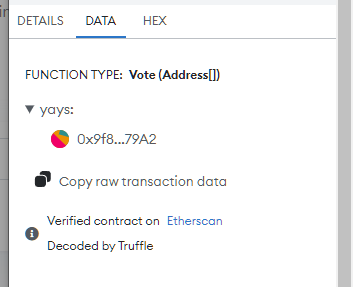 DETAILS DATA HEX
FUNCTION TYPE: Vote (Address[])
▼ yays:
0x9f8...79A2
Copy raw transaction data
Verified contract on Etherscan
Decoded by Truffle